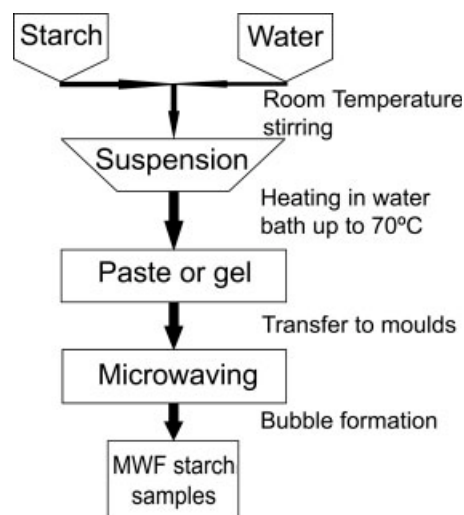 Starch
Water
Room Temperature
stirring
Suspension
Heating in water
bath up to 70ºC
Paste or gel
Transfer to moulds
Microwaving
Bubble formation
MWF starch
samples